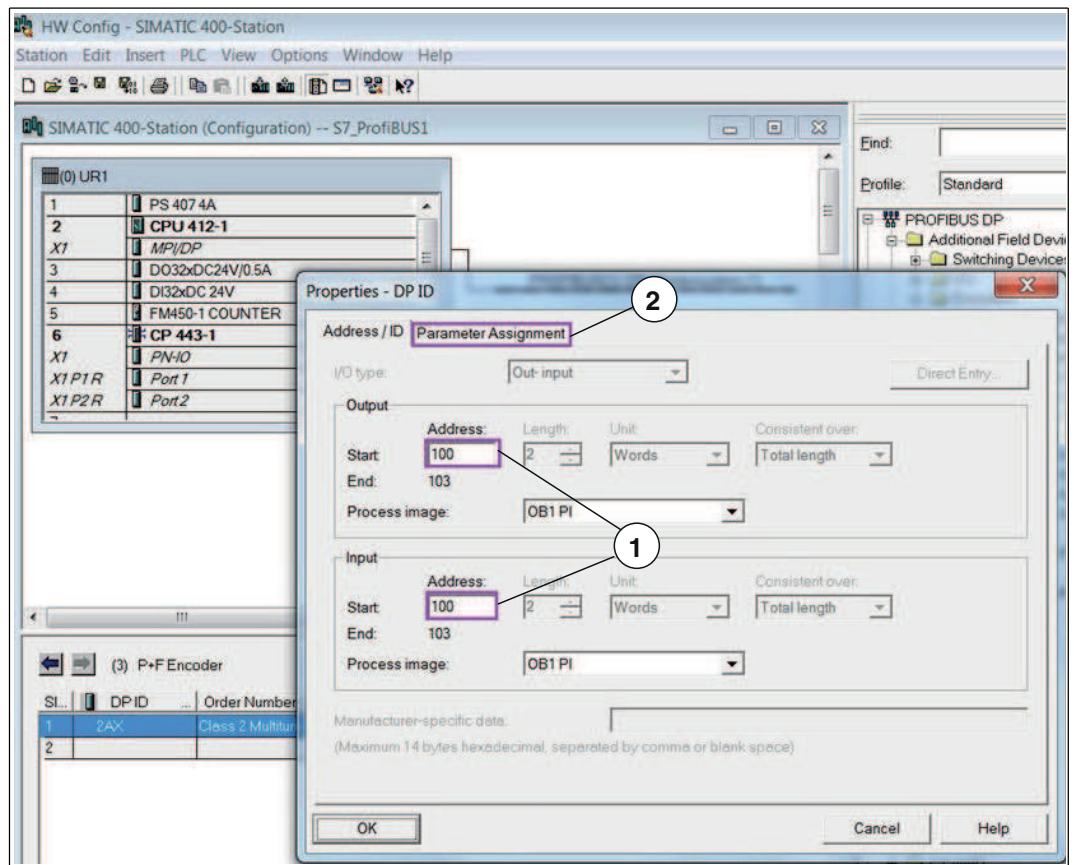 HW Config - SIMATIC 400-Station
Station Edit Insert PLC View Options Window Help
SIMATIC 400-Station (Configuration) -- S7_ProfiBUS1
Find:
Profile: Standard
PROFIBUS DP
Additional Field Devi
Switching Devices
(0) UR1
1 PS 407 4A
2 CPU 412-1
X1 MPI/DP
3 DO32xDC24V/0.5A
4 DI32xDC 24V
5 FM450-1 COUNTER
6 CP 443-1
X1 PN-IO
X1 P1 R Port 1
X1 P2 R Port 2
Properties - DP ID
2
Address / ID Parameter Assignment
I/O type: Out- input Direct Entry...
Output
Address: Length: Unit: Consistent over:
Start: 100 2 Words Total length
End: 103
Process image: OB1 PI
1
Input
Address: Length: Unit: Consistent over:
Start: 100 2 Words Total length
End: 103
Process image: OB1 PI
Manufacturer-specific data:
(Maximum 14 bytes hexadecimal, separated by comma or blank space)
OK Cancel Help
(3) P+F Encoder
Sl... DP ID ... Order Number
1 2AX Class 2 Multitur
2